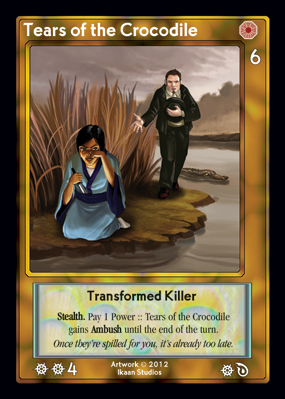 Tears of the Crocodile
6
Transformed Killer
Stealth. Pay 1 Power :: Tears of the Crocodile
gains Ambush until the end of the turn.
Once they're spilled for you, it's already too late.
4
Artwork © 2012
Ikaan Studios